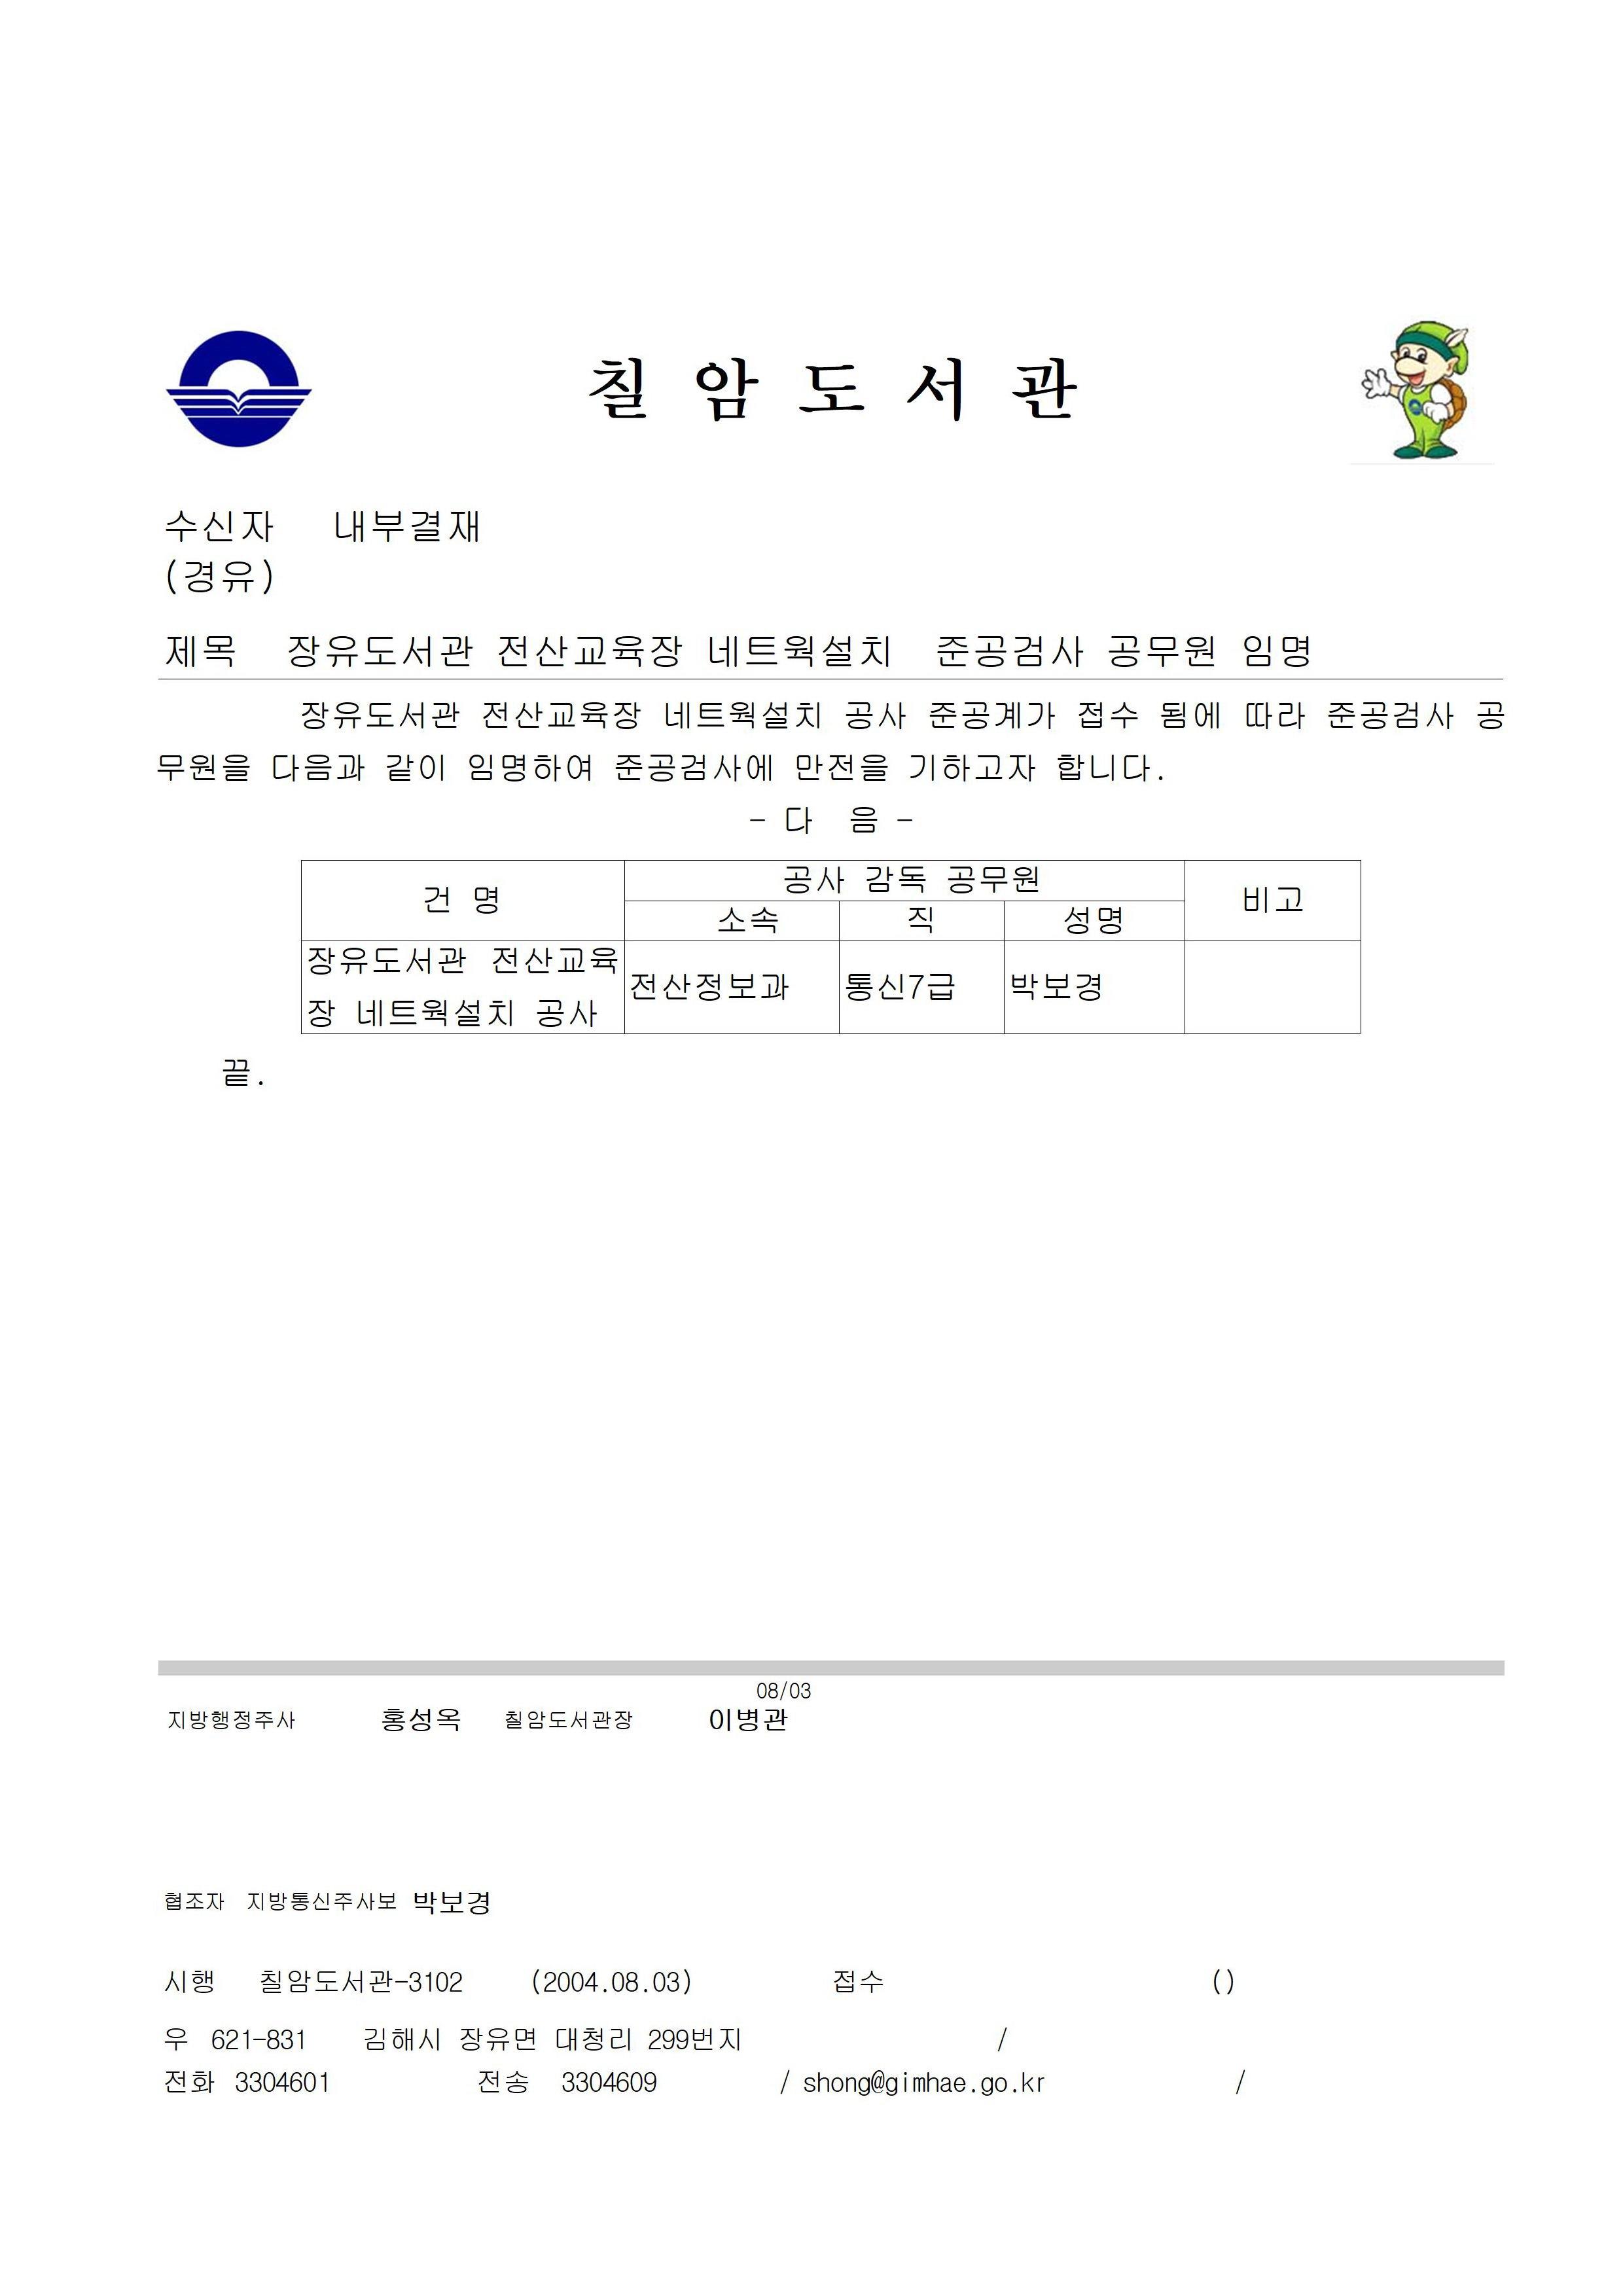 칠 암 도 서 관
수신자 내부결재
(경유)
제목 장유도서관 전산교육장 네트웍설치 준공검사 공무원 임명
장유도서관 전산교육장 네트웍설치 공사 준공계가 접수 됨에 따라 준공검사 공
무원을 다음과 같이 임명하여 준공검사에 만전을 기하고자 합니다.
- 다 음 -
건 명 공사 감독 공무원 비고
소속 직 성명
장유도서관 전산교육
장 네트웍설치 공사 전산정보과 통신7급 박보경
끝.
08/03
지방행정주사 홍성옥 칠암도서관장 이병관
협조자 지방통신주사보 박보경
시행 칠암도서관-3102 (2004.08.03) 접수 ()
우 621-831 김해시 장유면 대청리 299번지 /
전화 3304601 전송 3304609 / shong@gimhae.go.kr /